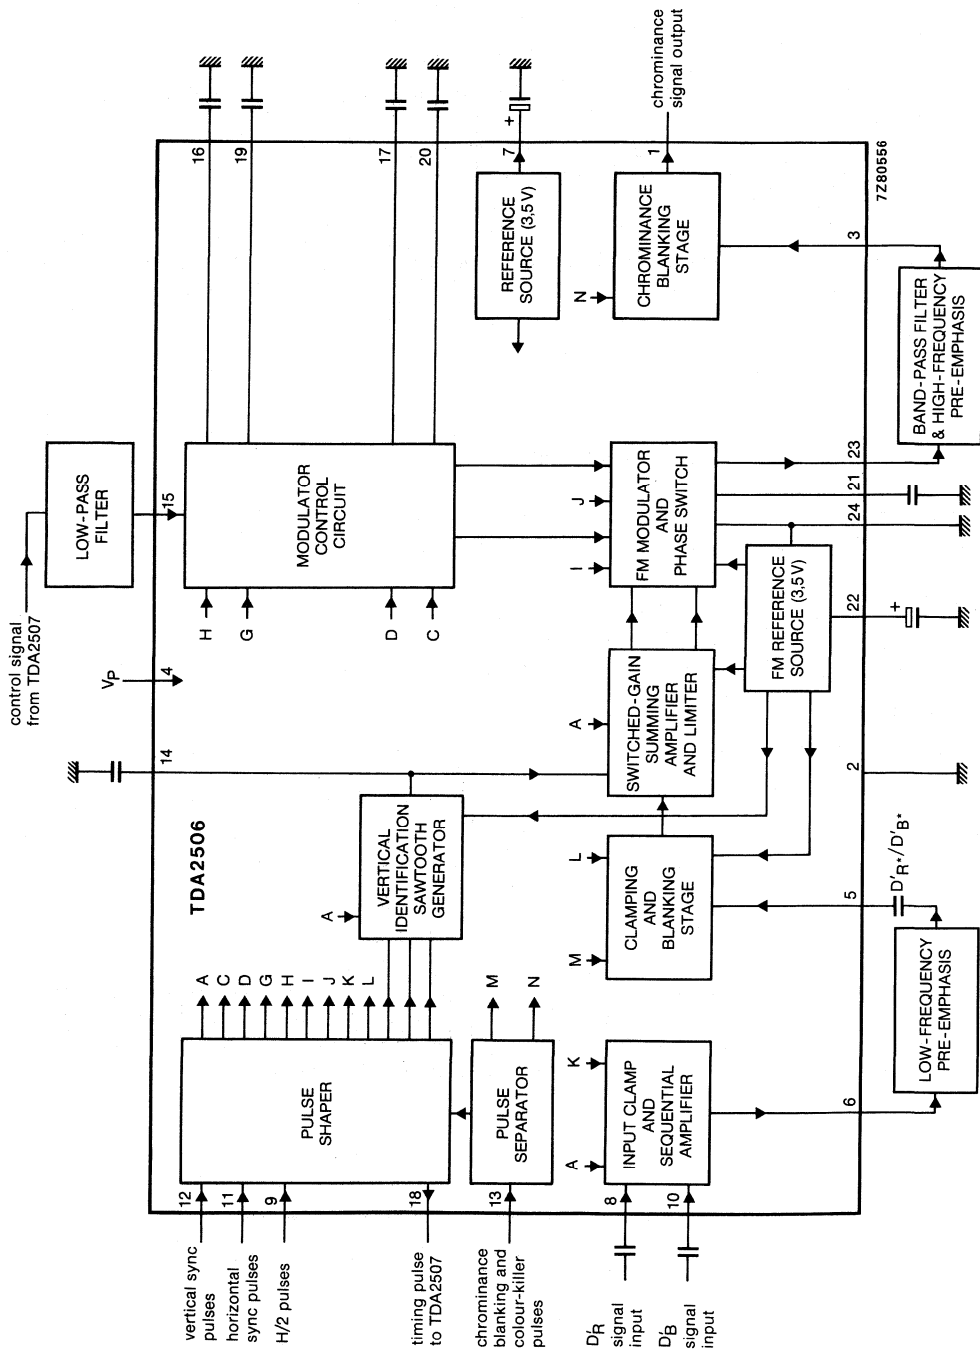 control signal
from TDA2507
LOW-PASS
FILTER
15
VP
4
14
TDA2506
16
19
17
20
7
+
1
chrominance
signal output
MODULATOR
CONTROL
CIRCUIT
H
G
D
C
REFERENCE
SOURCE (3,5 V)
N
CHROMINANCE
BLANKING
STAGE
3
7Z80556
BAND-PASS FILTER
& HIGH-FREQUENCY
PRE-EMPHASIS
I
J
FM MODULATOR
AND
PHASE SWITCH
23
21
24
FM REFERENCE
SOURCE (3,5 V)
22
+
A
SWITCHED-GAIN
SUMMING
AMPLIFIER
AND LIMITER
2
A
VERTICAL
IDENTIFICATION
SAWTOOTH
GENERATOR
M
L
CLAMPING
AND
BLANKING
STAGE
5
D'R*/D'B*
LOW-FREQUENCY
PRE-EMPHASIS
6
A
C
D
G
H
I
J
K
L
PULSE
SHAPER
M
N
PULSE
SEPARATOR
A
K
INPUT CLAMP
AND
SEQUENTIAL
AMPLIFIER
12
11
9
18
13
8
10
vertical sync
pulses
horizontal
sync pulses
H/2 pulses
timing pulse
to TDA2507
chrominance
blanking and
colour-killer
pulses
D'R
signal
input
D'B
signal
input